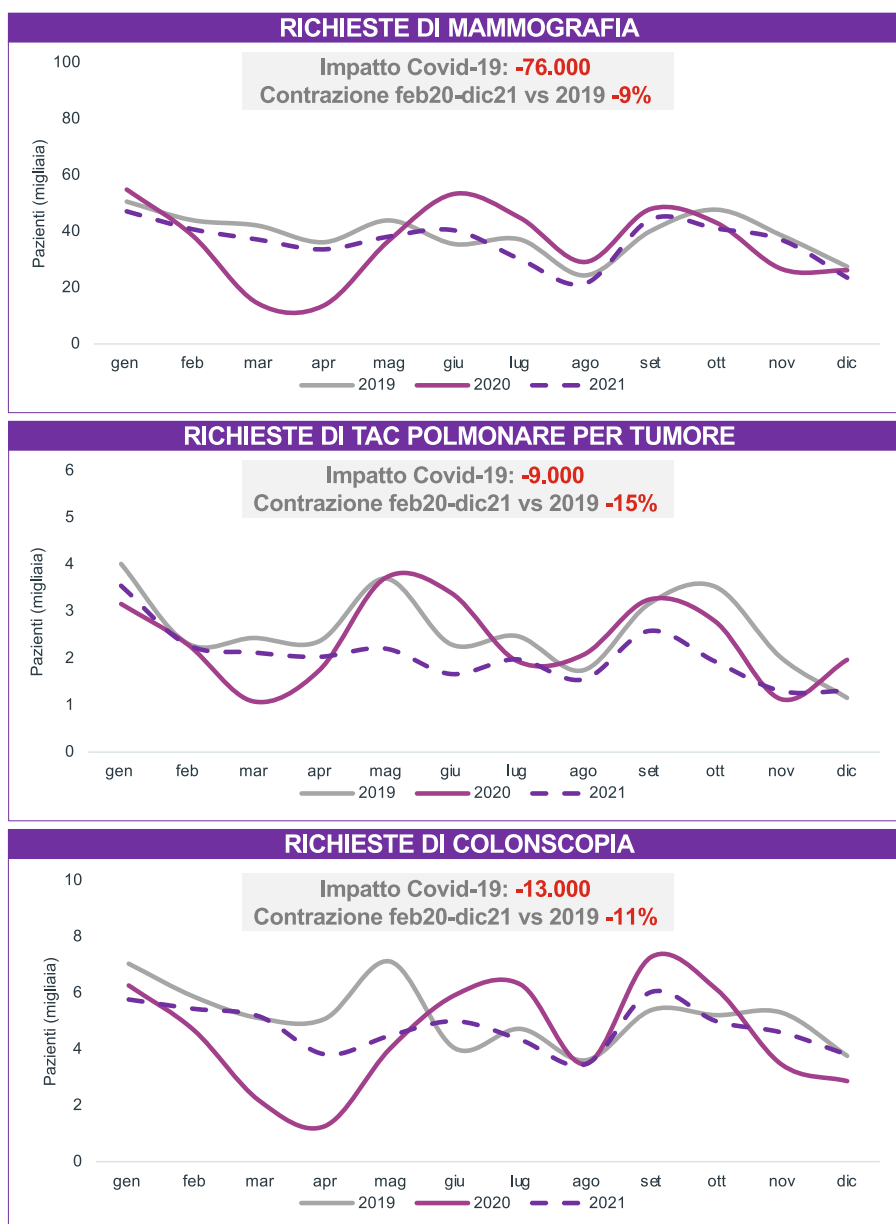 RICHIESTE DI MAMMOGRAFIA
Impatto Covid-19: -76.000
Contrazione feb20-dic21 vs 2019 -9%
Pazienti (migliaia)
100
80
60
40
20
0
gen feb mar apr mag giu lug ago set ott nov dic
2019 2020 2021
RICHIESTE DI TAC POLMONARE PER TUMORE
Impatto Covid-19: -9.000
Contrazione feb20-dic21 vs 2019 -15%
Pazienti (migliaia)
6
5
4
3
2
1
0
gen feb mar apr mag giu lug ago set ott nov dic
2019 2020 2021
RICHIESTE DI COLONSCOPIA
Impatto Covid-19: -13.000
Contrazione feb20-dic21 vs 2019 -11%
Pazienti (migliaia)
10
8
6
4
2
0
gen feb mar apr mag giu lug ago set ott nov dic
2019 2020 2021